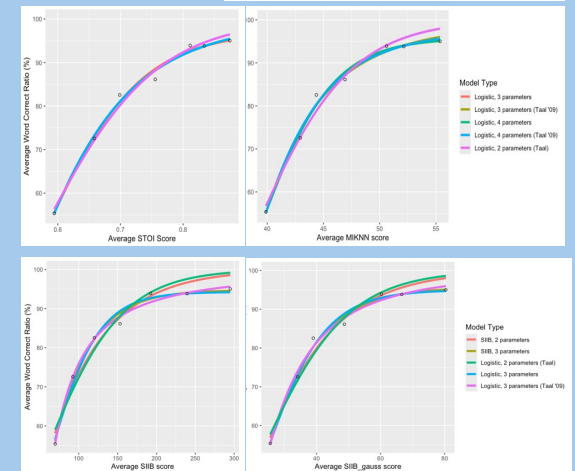 100-
90-
80-
70-
60-
0.6
0.7
0.8
Average STOI Score
Average Word Correct Ratio (%)
100-
90-
80-
70-
60-
40
45
50
55
Average MIKNN score
Model Type
Logistic, 3 parameters
Logistic, 3 parameters (Taal '09)
Logistic, 4 parameters
Logistic, 4 parameters (Taal '09)
Logistic, 2 parameters (Taal)
100-
90-
80-
70-
60-
100
150
200
250
300
Average SIIB score
Average Word Correct Ratio (%)
100-
90-
80-
70-
60-
40
60
80
Average SIIB_gauss score
Model Type
SIIB, 2 parameters
SIIB, 3 parameters
Logistic, 2 parameters (Taal)
Logistic, 3 parameters
Logistic, 3 parameters (Taal '09)